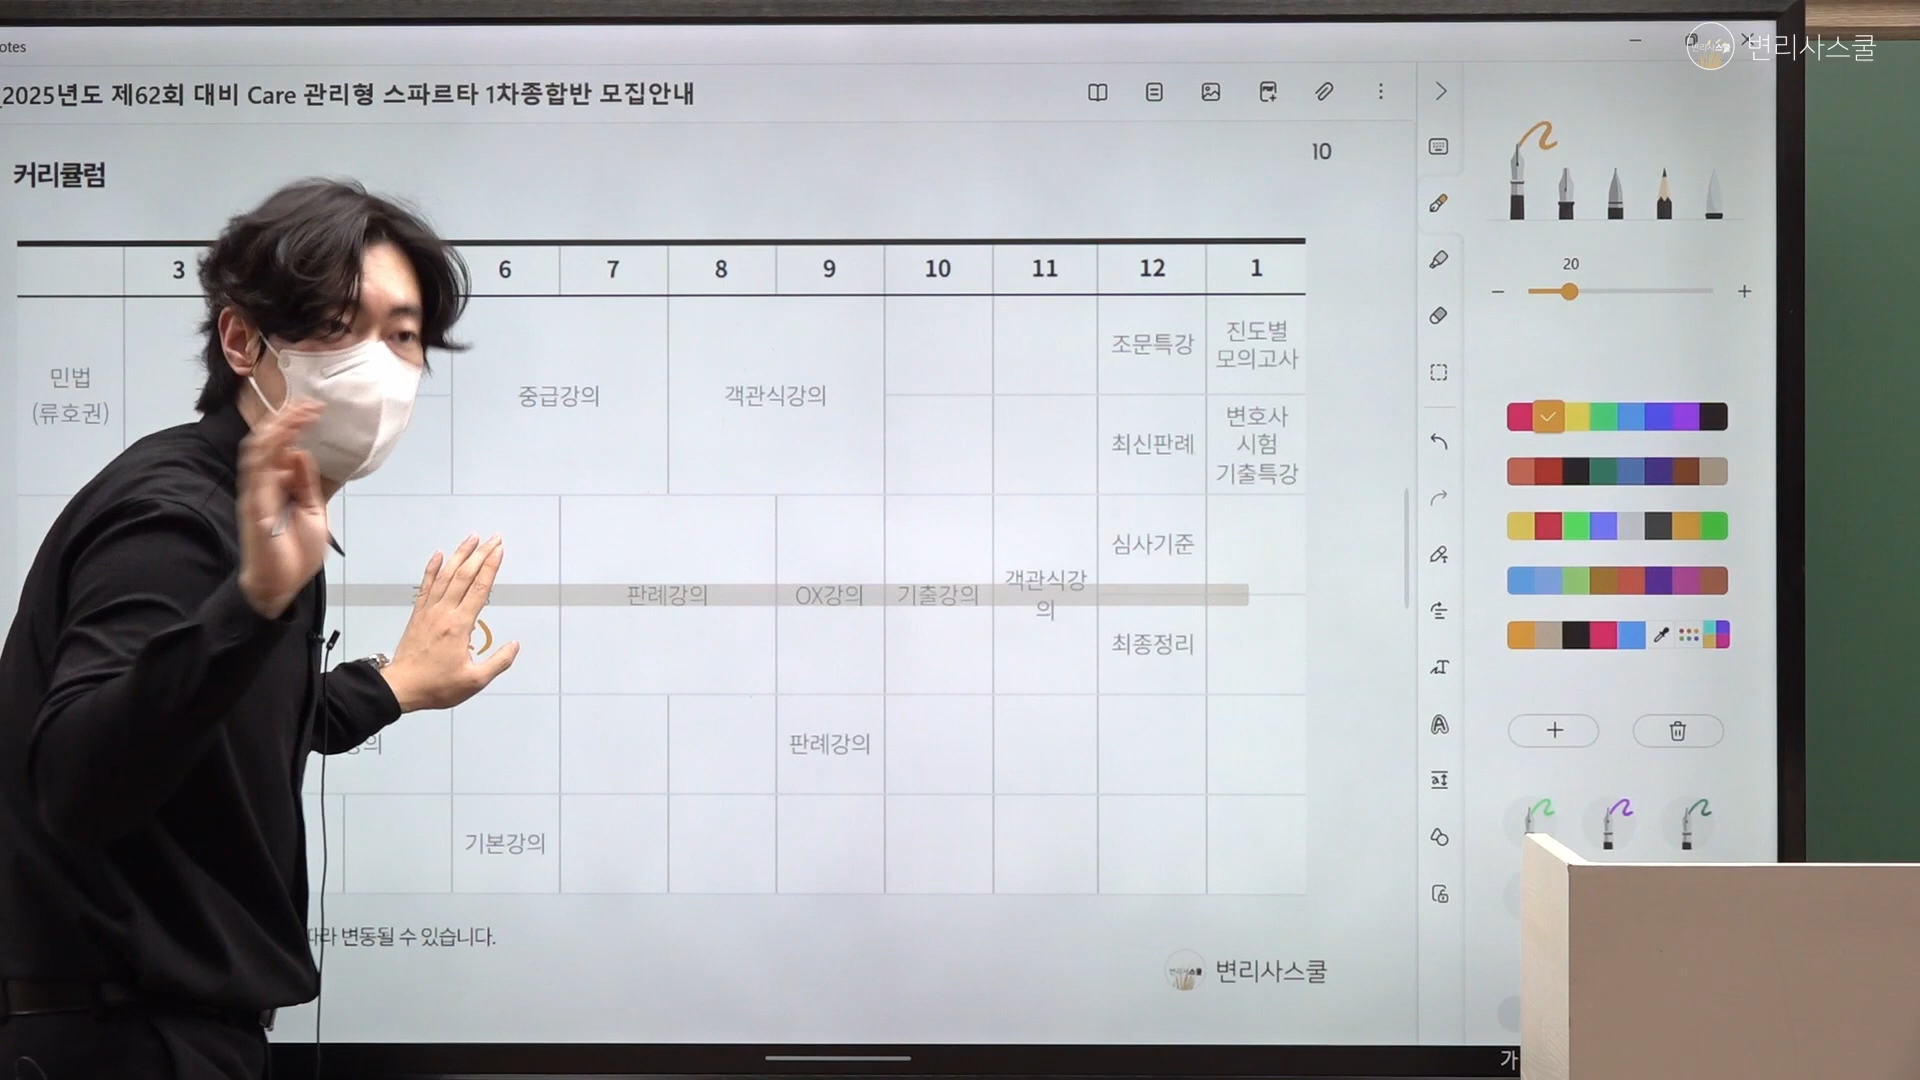 otes
변리사스쿨
2025년도 제62회 대비 Care 관리형 스파르타 1차종합반 모집안내
10
커리큘럼
3 6 7 8 9 10 11 12 1
민법
(류호권)
중급강의
객관식강의
조문특강
진도별
모의고사
최신판례
변호사
시험
기출특강
판례강의
OX강의
기출강의
객관식강
의
심사기준
최종정리
판례강의
기본강의
따라 변동될 수 있습니다.
변리사스쿨
20
가